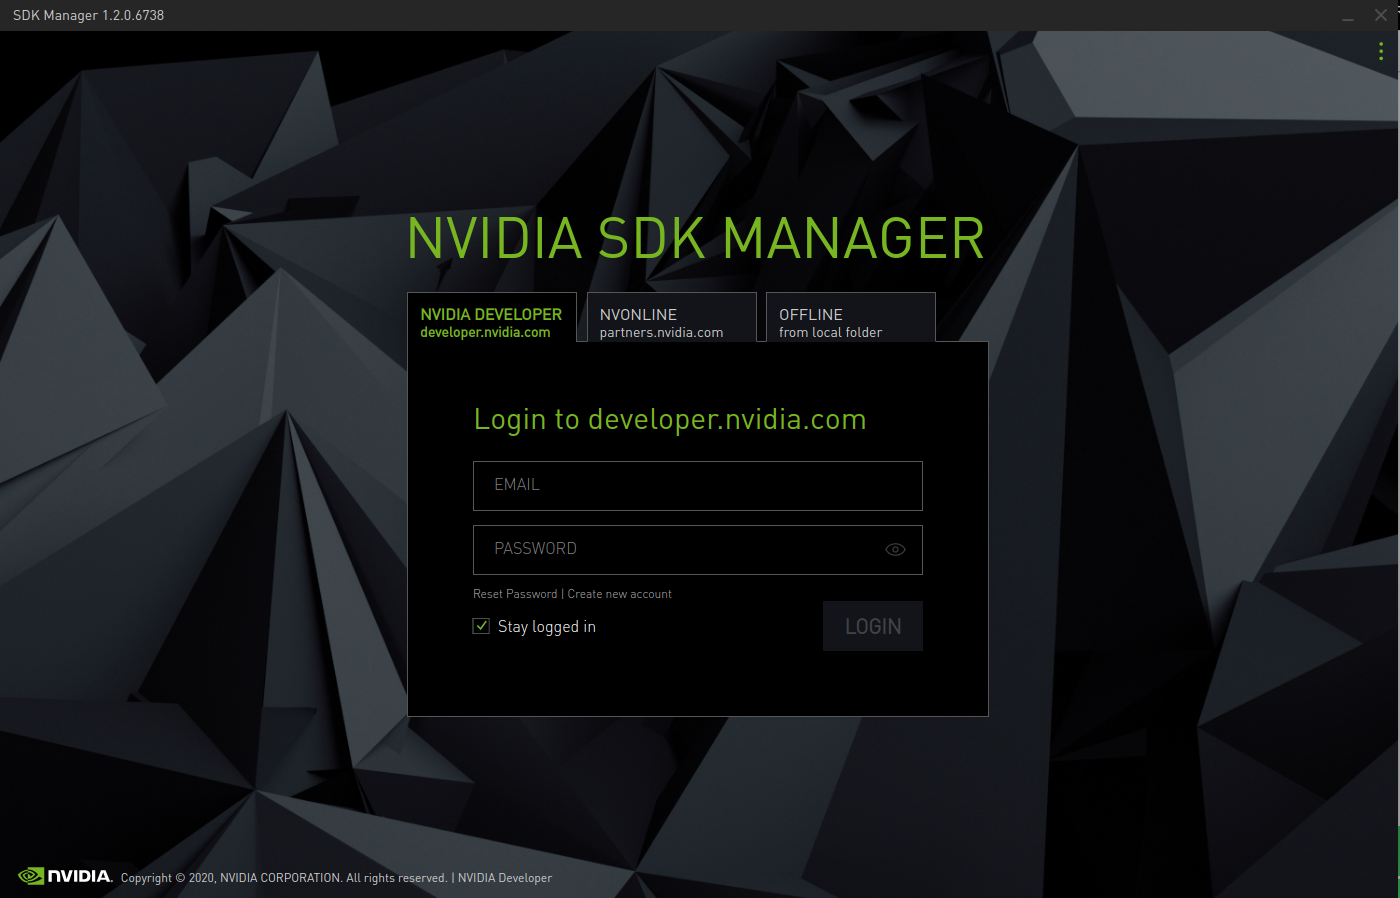 SDK Manager 1.2.0.6738
NVIDIA SDK MANAGER
NVIDIA DEVELOPER
developer.nvidia.com
NVONLINE
partners.nvidia.com
OFFLINE
from local folder
Login to developer.nvidia.com
EMAIL
PASSWORD
Reset Password | Create new account
Stay logged in
LOGIN
NVIDIA. Copyright © 2020, NVIDIA CORPORATION. All rights reserved. | NVIDIA Developer